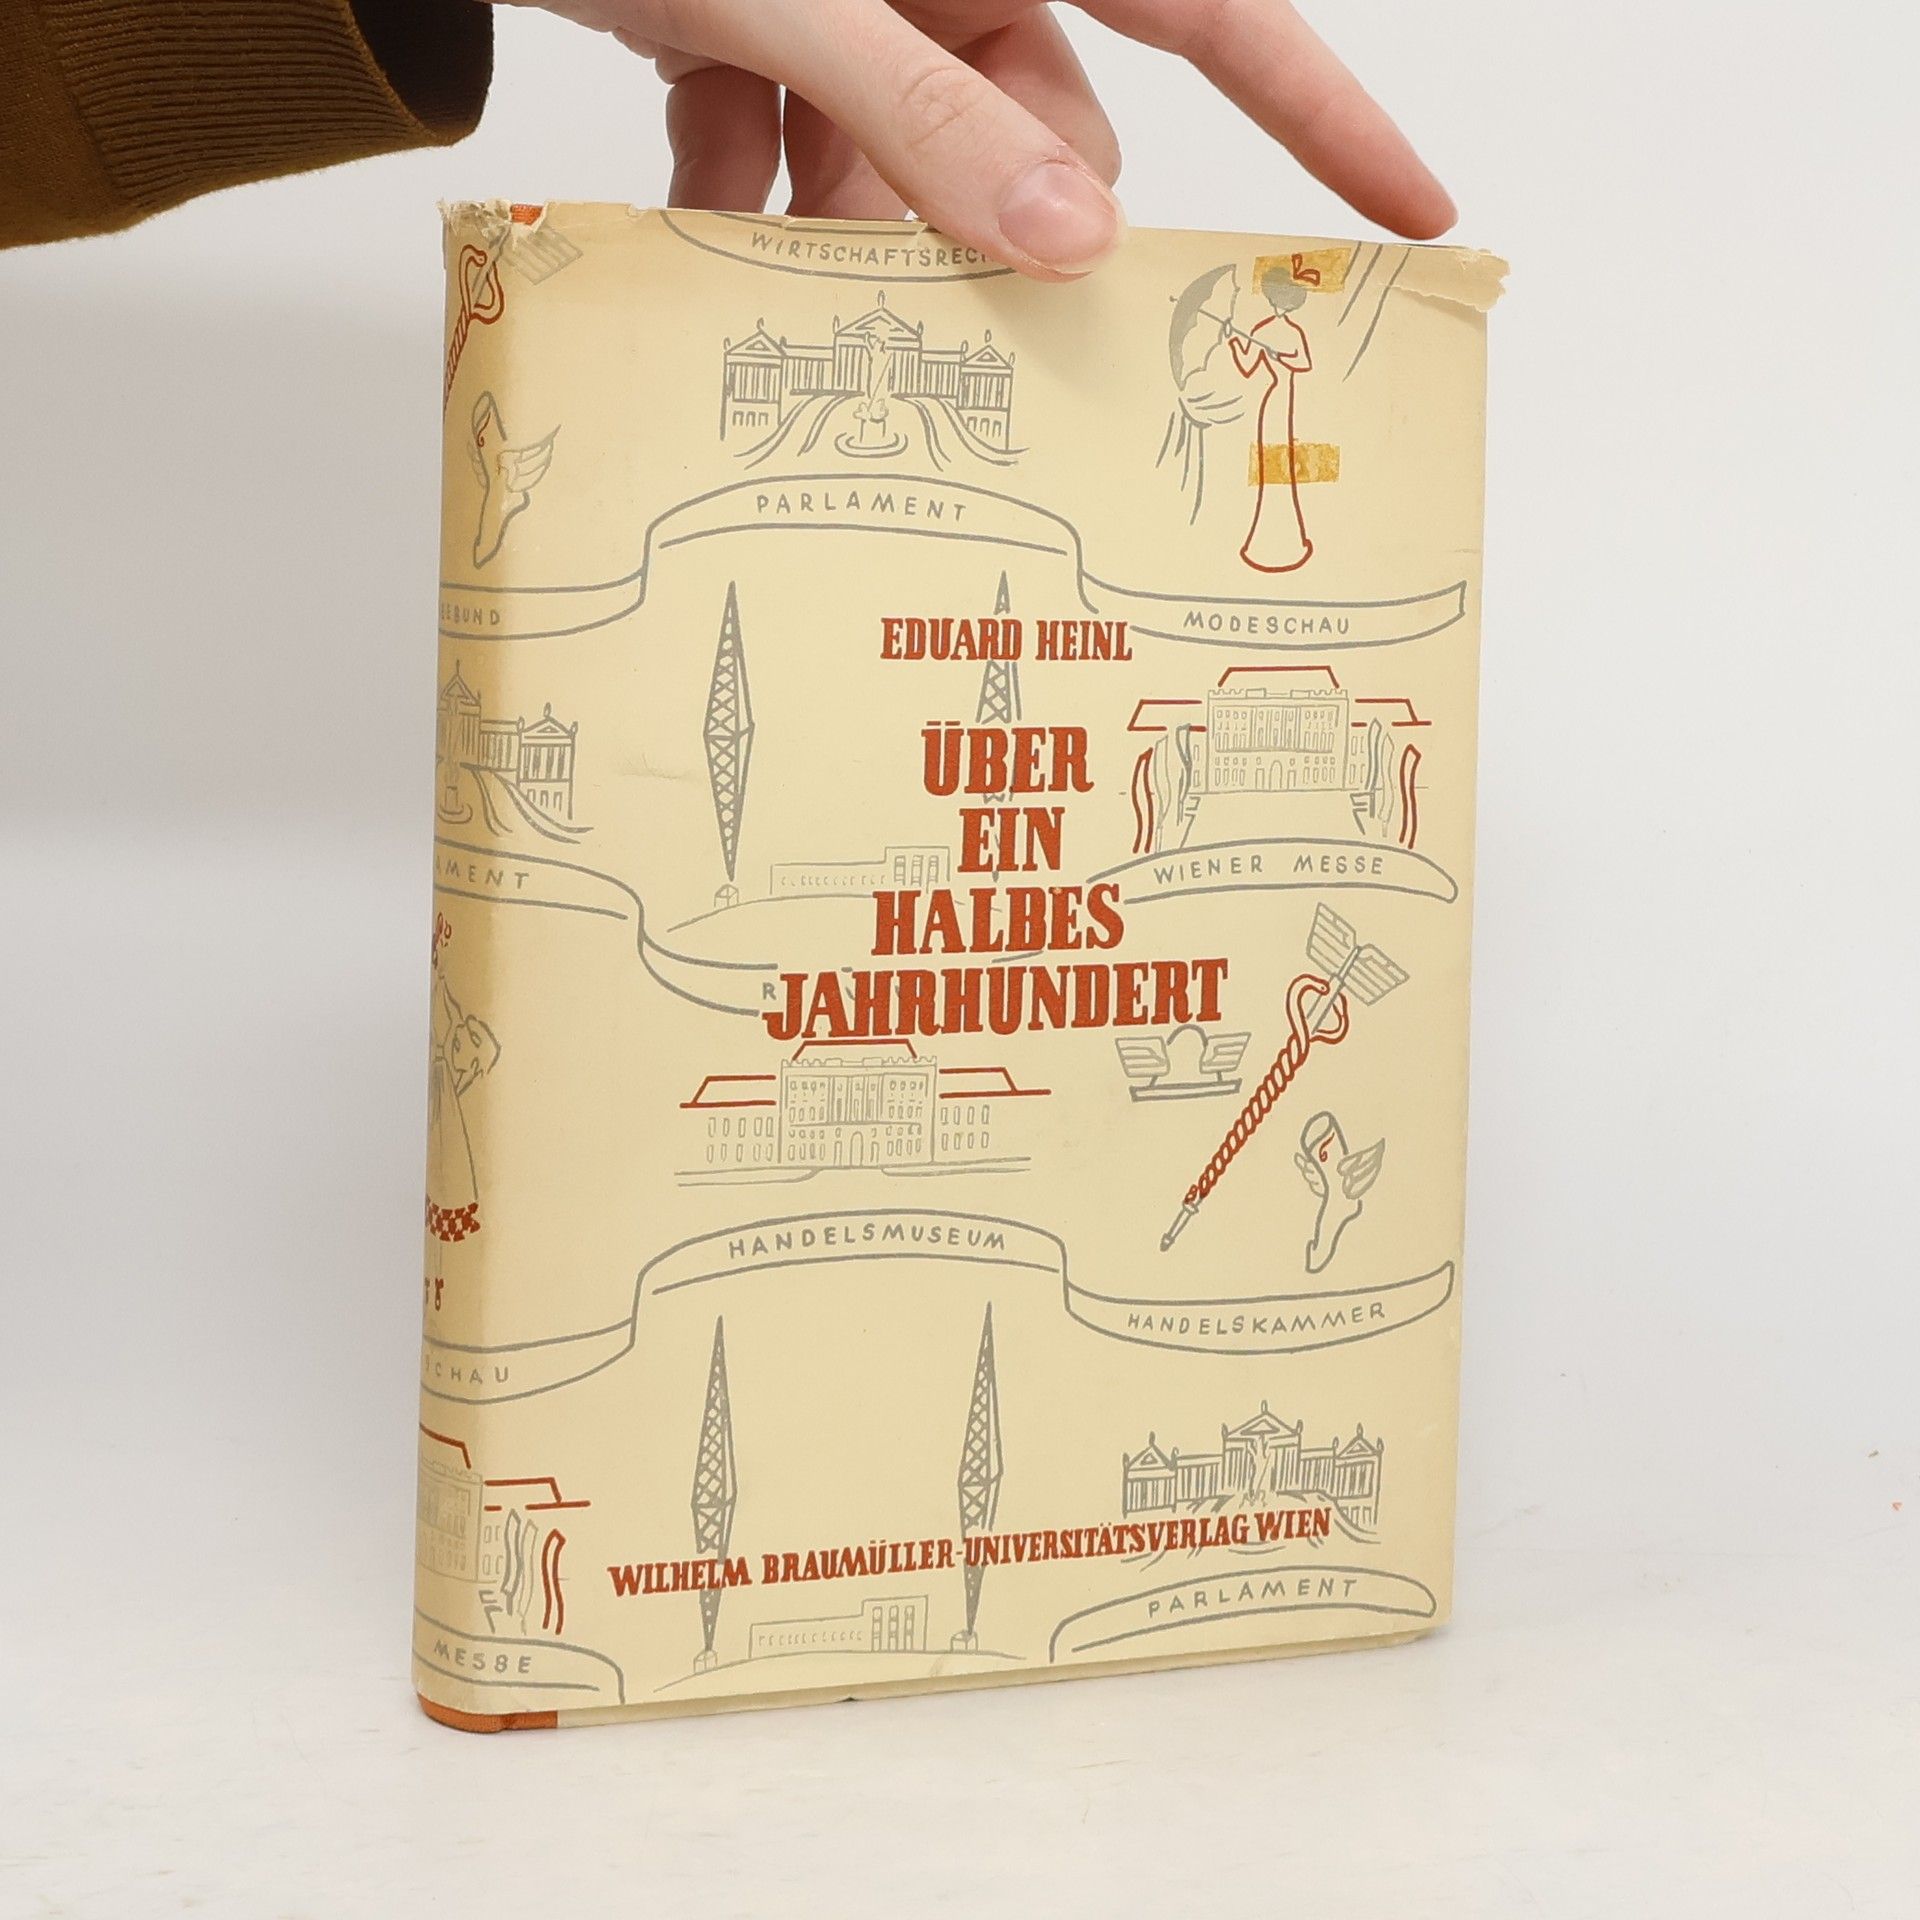 WIRTSCHAFTSREC
PARLAMENT
EBUND
MODESCHAU
EDUARD HEINL
ÜBER
EIN
HALBES
JAHRHUNDERT
WIENER MESSE
AMENT
HANDELSMUSEUM
HANDELSKAMMER
SCHAU
WILHELM BRAUMÜLLER-UNIVERSITÄTSVERLAG WIEN
PARLAMENT
MESSE